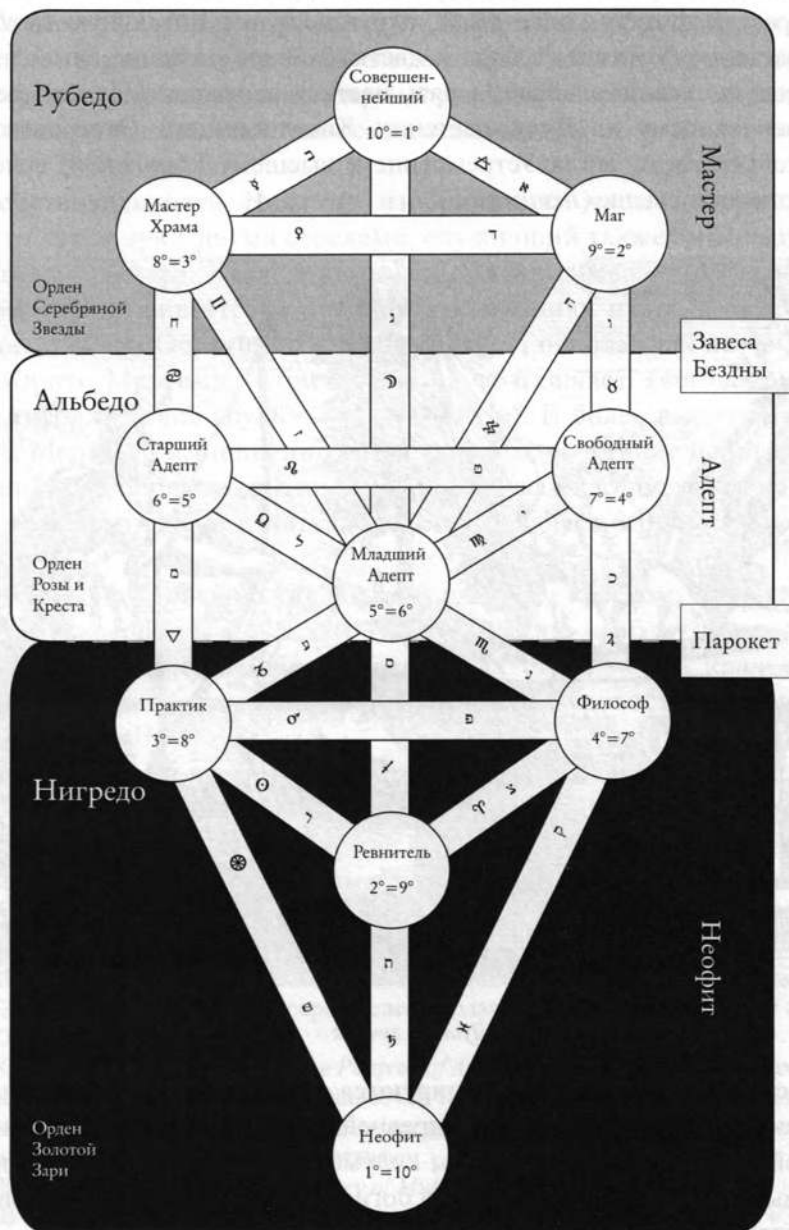 Рубедо
Совершен-
нейший
10°=1°
Мастер
Мастер
Храма
8°=3°
Маг
9°=2°
Орден
Серебряной
Звезды
Завеса
Бездны
Альбедо
Старший
Адепт
6°=5°
Свободный
Адепт
7°=4°
Адепт
Младший
Адепт
5°=6°
Орден
Розы и
Креста
Парокет
Практик
3°=8°
Философ
4°=7°
Нигредо
Ревнитель
2°=9°
Неофит
Орден
Золотой
Зари
Неофит
1°=10°